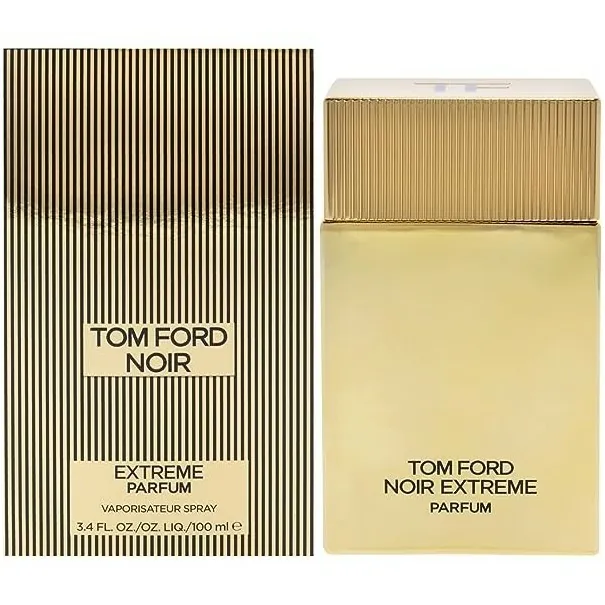 TOM FORD
NOIR
EXTREME
PARFUM
VAPORISATEUR SPRAY
3.4 FL. OZ./OZ. LIQ./100 ml ℮
TF
TOM FORD
NOIR EXTREME
PARFUM